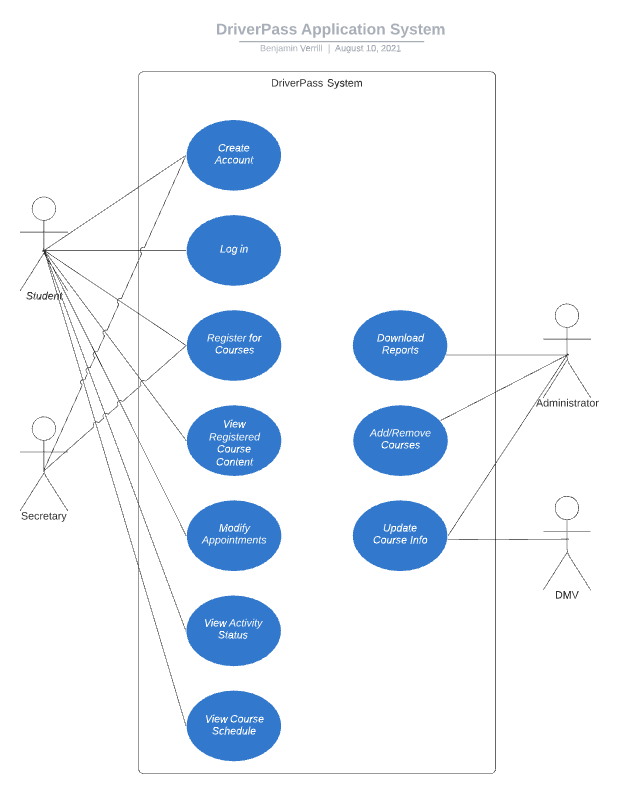 DriverPass Application System
Benjamin Verrill | August 10, 2021
DriverPass System
Create
Account
Log in
Student
Register for
Courses
Download
Reports
Administrator
View
Registered
Course
Content
Add/Remove
Courses
Secretary
Modify
Appointments
Update
Course Info
DMV
View Activity
Status
View Course
Schedule